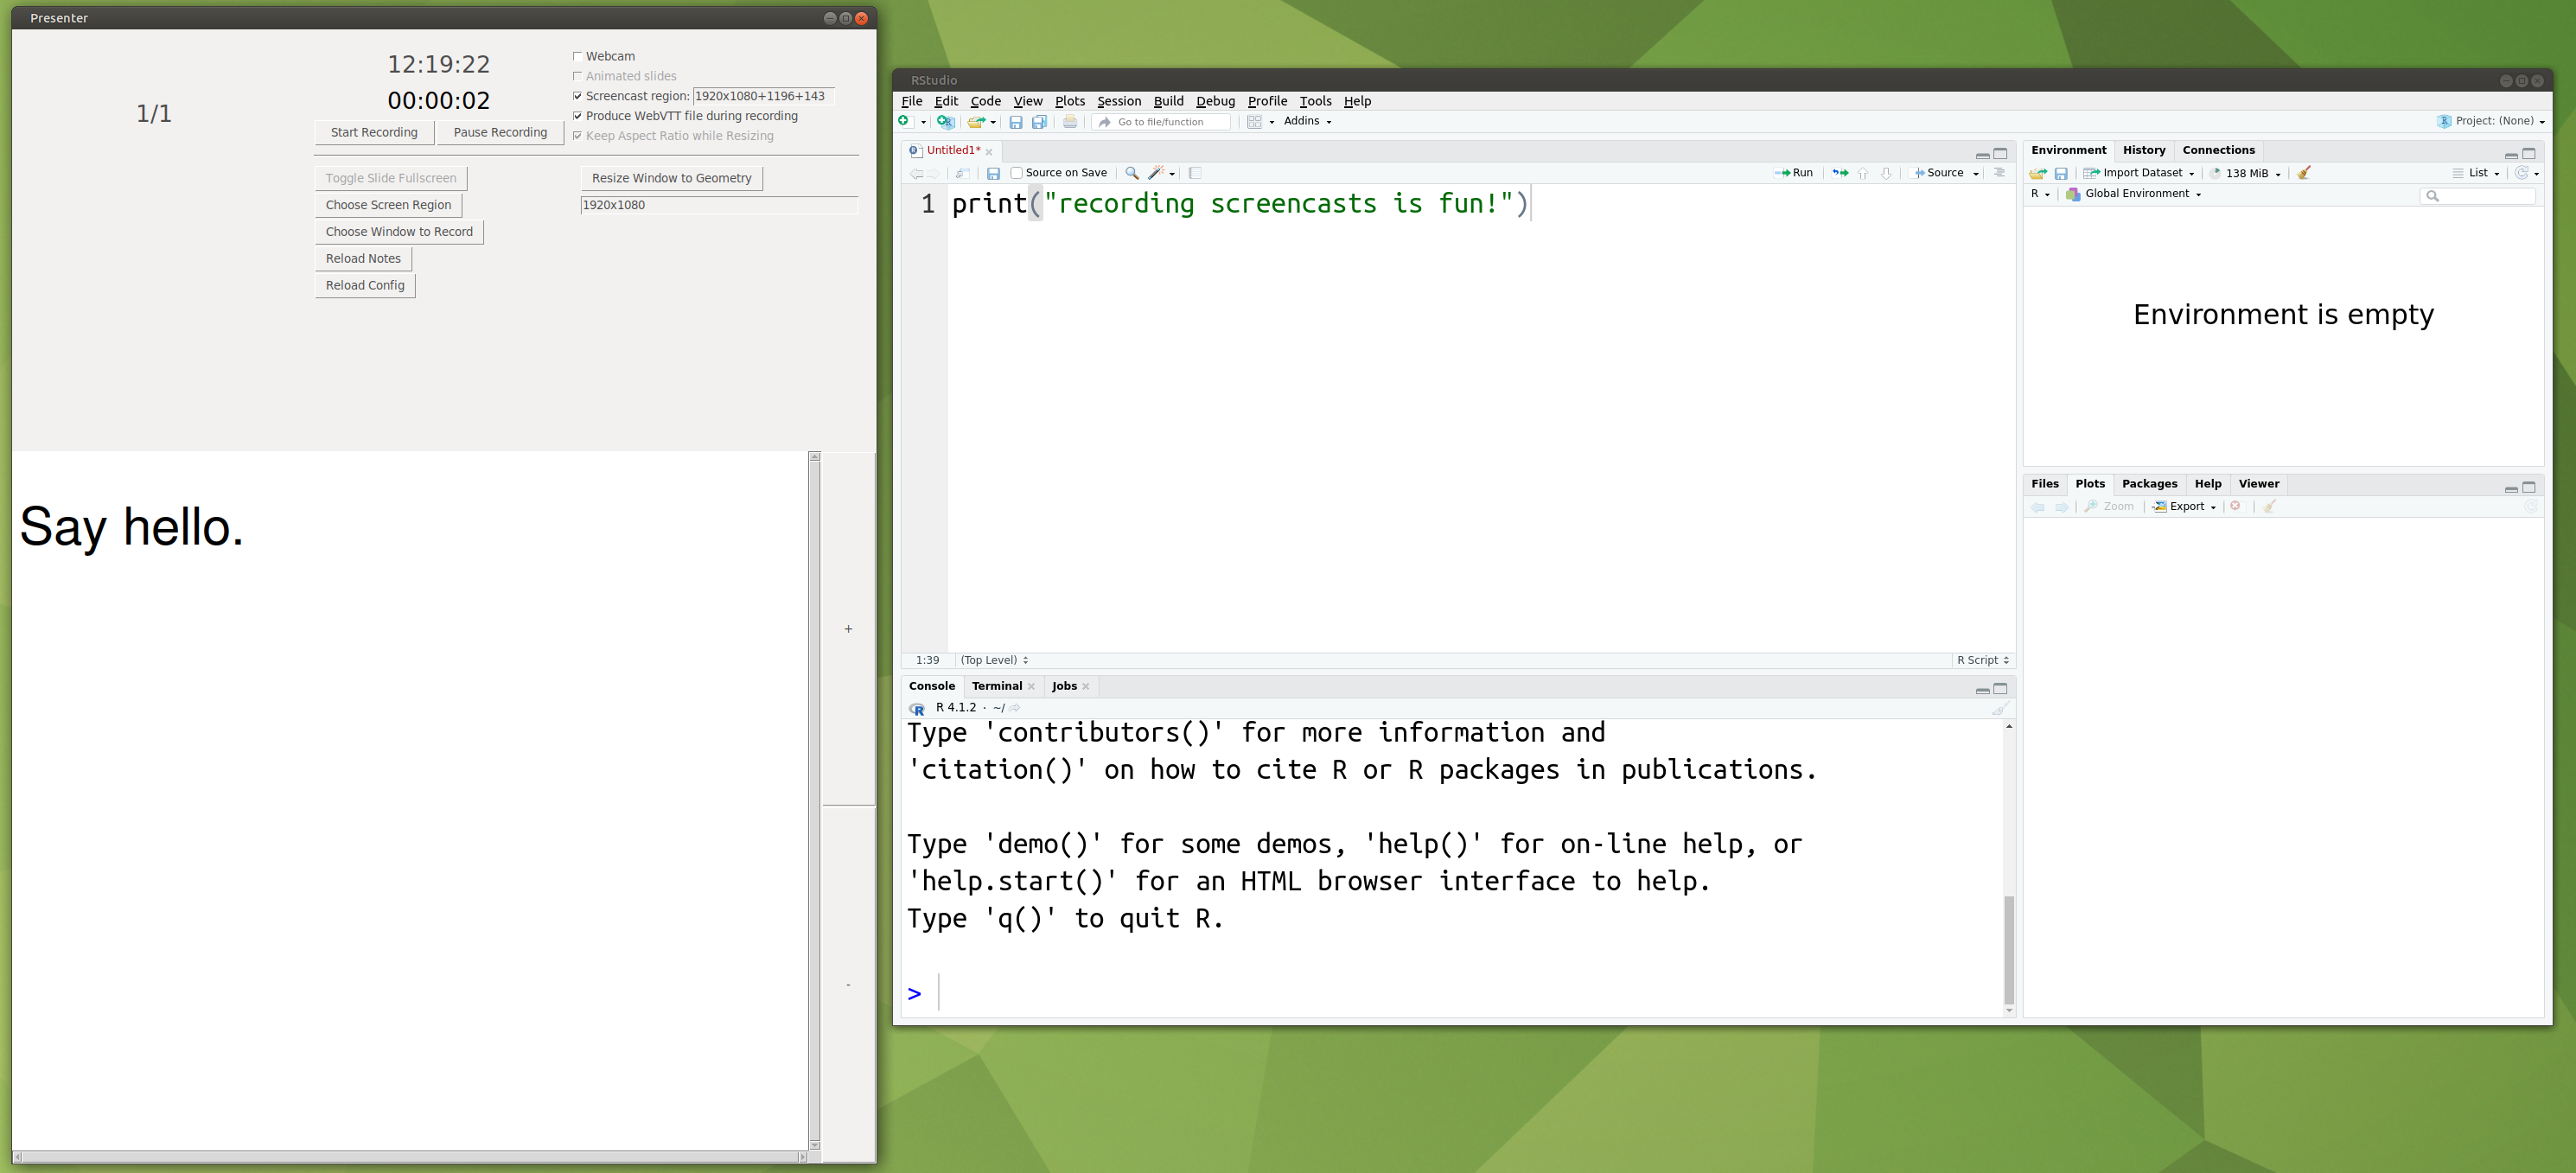 Presenter
1/1
12:19:22
00:00:02
Start Recording
Pause Recording
Webcam
Animated slides
Screencast region: 1920x1080+1196+143
Produce WebVTT file during recording
Keep Aspect Ratio while Resizing
Toggle Slide Fullscreen
Choose Screen Region
Choose Window to Record
Reload Notes
Reload Config
Resize Window to Geometry
1920x1080
Say hello.
+
-
RStudio
File Edit Code View Plots Session Build Debug Profile Tools Help
Go to file/function
Addins
Project: (None)
Untitled1*
Source on Save
Run
Source
1 print("recording screencasts is fun!")
1:39 (Top Level)
R Script
Console Terminal Jobs
R 4.1.2 · ~/
Type 'contributors()' for more information and
'citation()' on how to cite R or R packages in publications.
Type 'demo()' for some demos, 'help()' for on-line help, or
'help.start()' for an HTML browser interface to help.
Type 'q()' to quit R.
>
Environment History Connections
Import Dataset
138 MiB
List
R
Global Environment
Environment is empty
Files Plots Packages Help Viewer
Zoom
Export